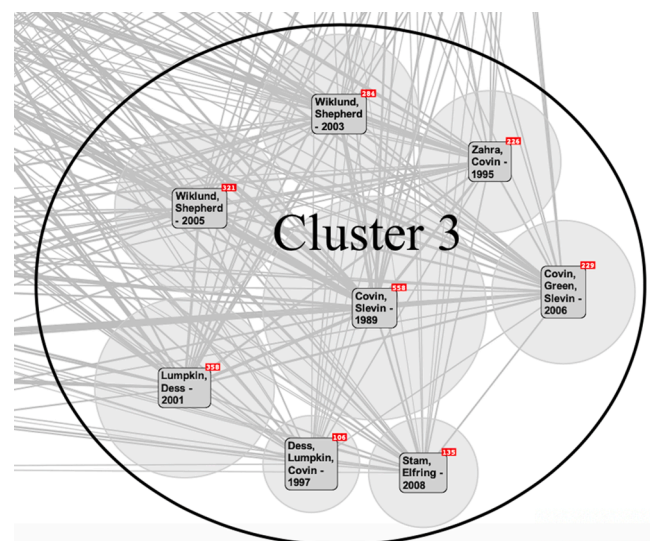 286
Wiklund,
Shepherd
- 2003
226
Zahra,
Covin -
1995
321
Wiklund,
Shepherd
- 2005
Cluster 3
229
Covin,
Green,
Slevin -
2006
558
Covin,
Slevin -
1989
358
Lumpkin,
Dess -
2001
106
Dess,
Lumpkin,
Covin -
1997
135
Stam,
Elfring -
2008